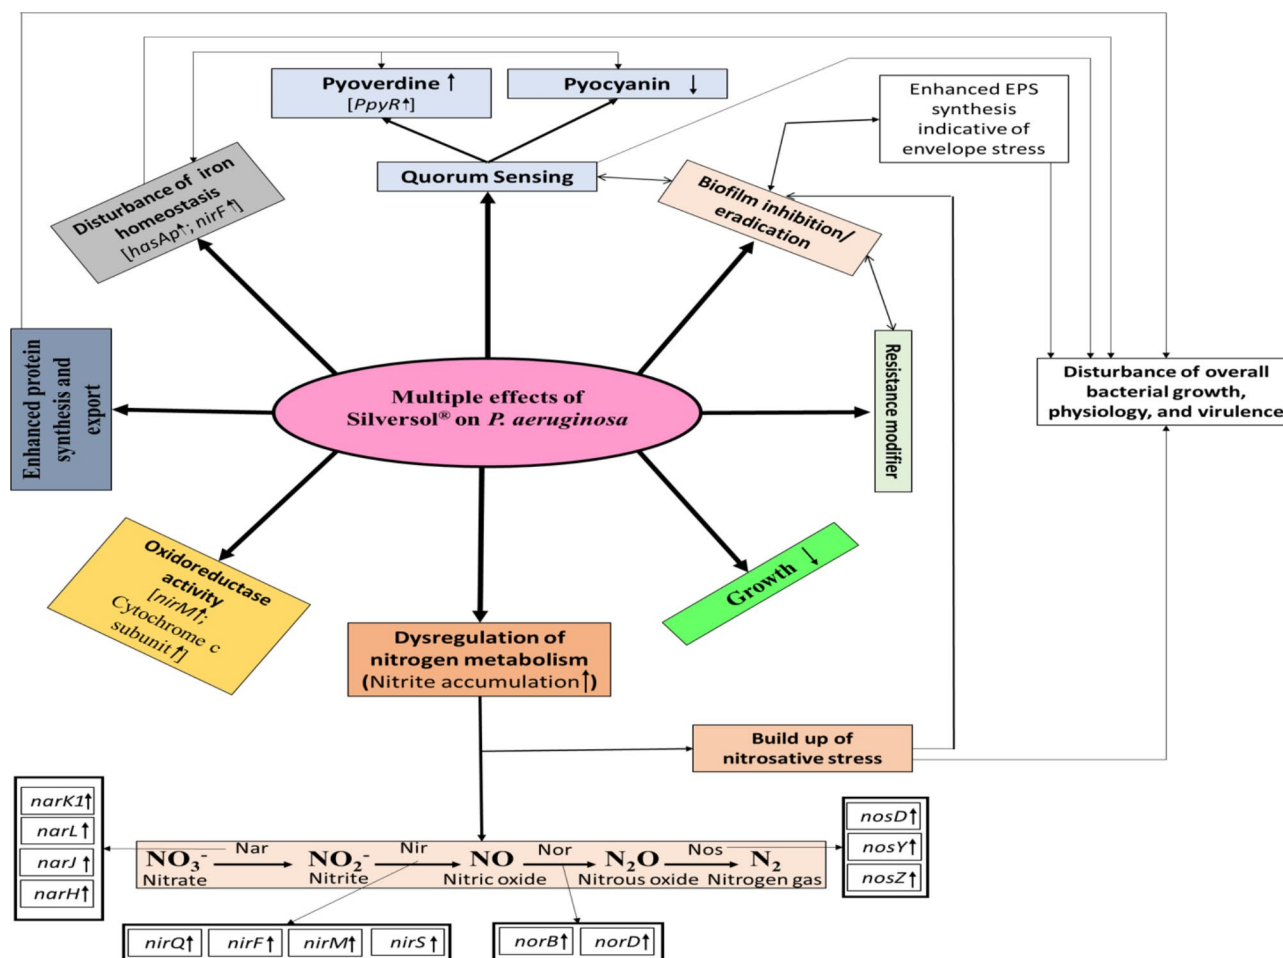 Pyoverdine ↑
[PpyR↑]
Pyocyanin ↓
Enhanced EPS
synthesis
indicative of
envelope stress
Quorum Sensing
Disturbance of iron
homeostasis
[hasAp↑; nirF↑]
Biofilm inhibition/
eradication
Enhanced protein
synthesis and
export
Multiple effects of
Silversol® on P. aeruginosa
Resistance modifier
Disturbance of overall
bacterial growth,
physiology, and virulence
Oxidoreductase
activity
[nirM↑;
Cytochrome c
subunit↑]
Growth ↓
Dysregulation of
nitrogen metabolism
(Nitrite accumulation↑)
Build up of
nitrosative stress
narK1↑
narL↑
narJ↑
narH↑
NO₃⁻ Nar NO₂⁻ Nir NO Nor N₂O Nos N₂
Nitrate Nitrite Nitric oxide Nitrous oxide Nitrogen gas
nosD↑
nosY↑
nosZ↑
nirQ↑ nirF↑ nirM↑ nirS↑
norB↑ norD↑